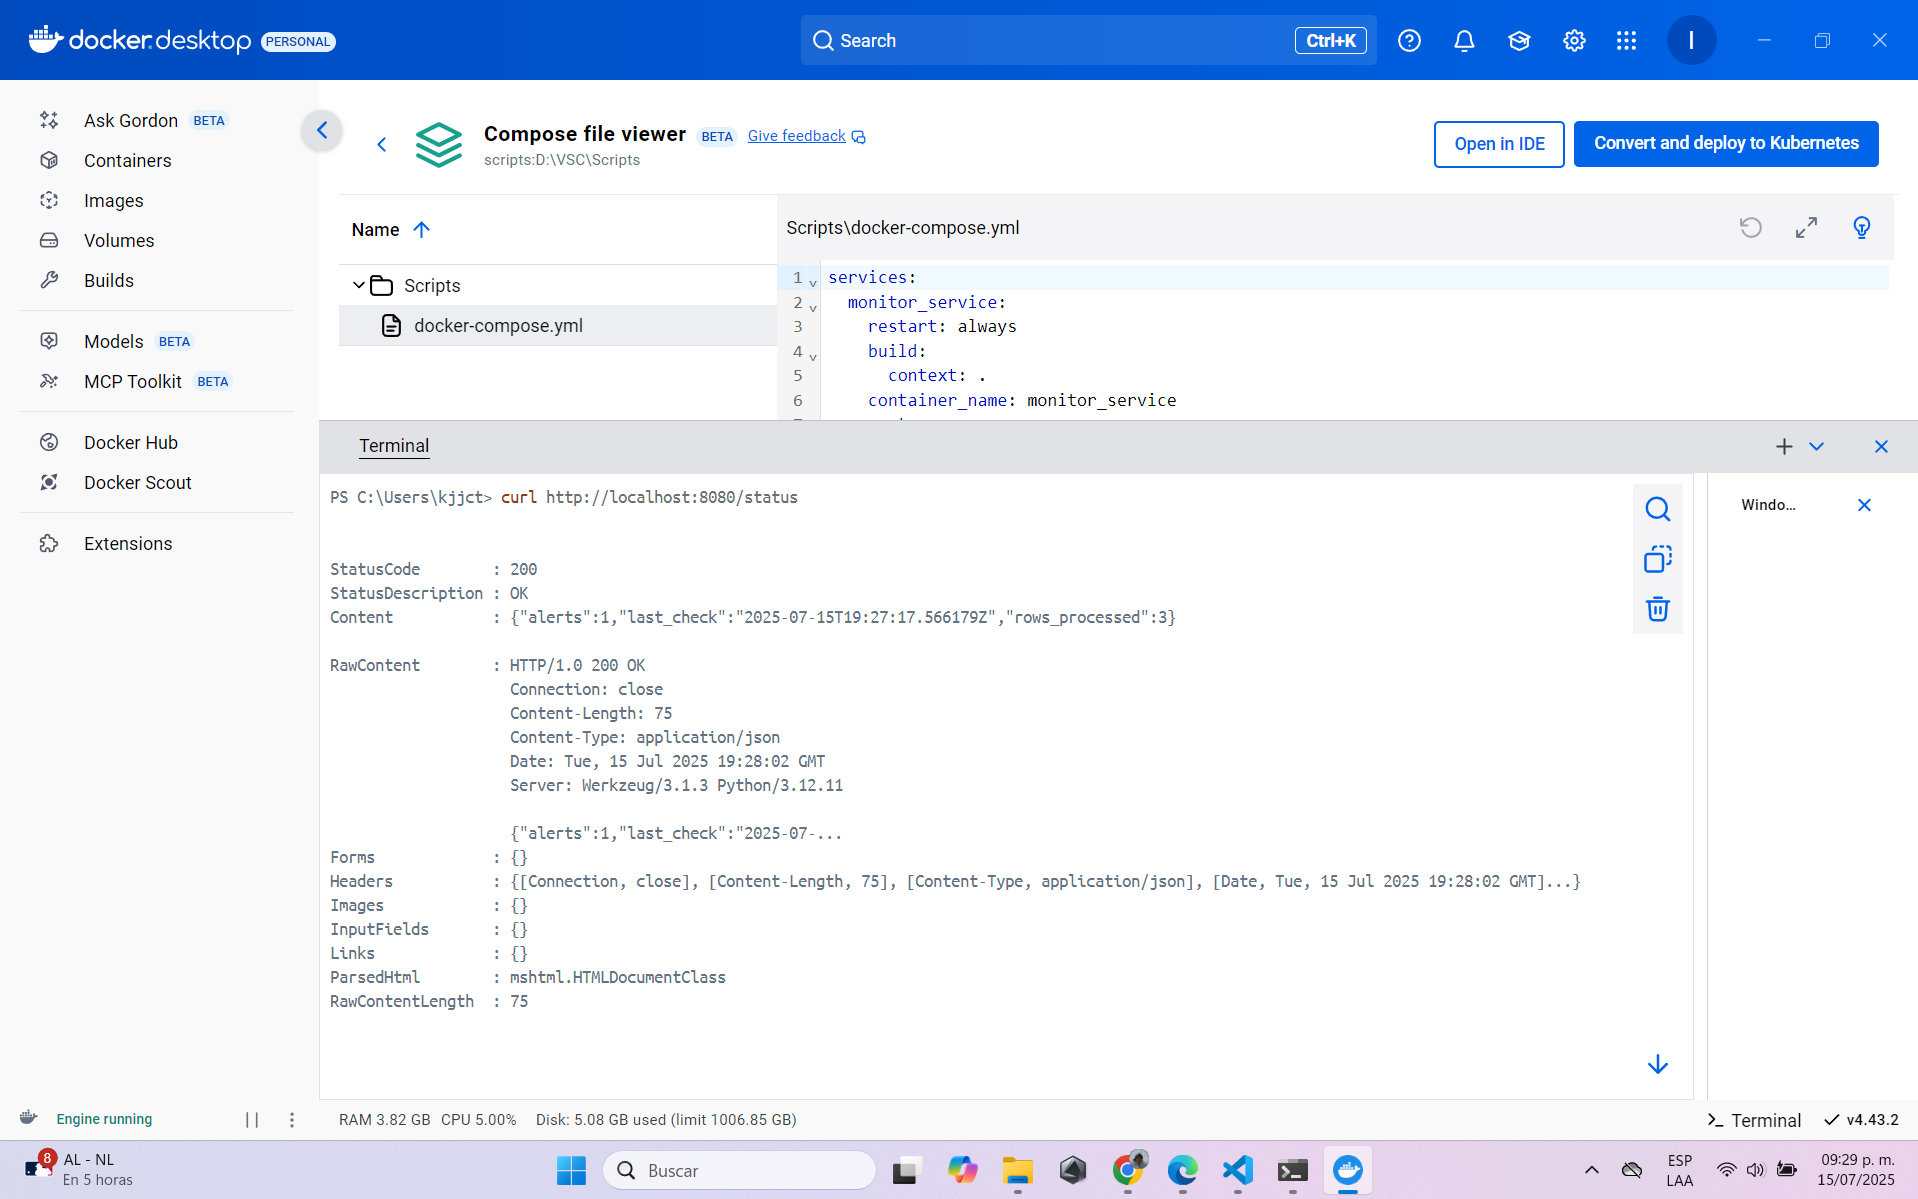 docker.desktop PERSONAL
Search Ctrl+K
I
Ask Gordon BETA
Containers
Images
Volumes
Builds
Models BETA
MCP Toolkit BETA
Docker Hub
Docker Scout
Extensions
Compose file viewer BETA Give feedback
scripts:D:\VSC\Scripts
Open in IDE
Convert and deploy to Kubernetes
Name
Scripts
docker-compose.yml
Scripts\docker-compose.yml
1 services:
2 monitor_service:
3 restart: always
4 build:
5 context: .
6 container_name: monitor_service
Terminal
Windo...
PS C:\Users\kjjct> curl http://localhost:8080/status
StatusCode : 200
StatusDescription : OK
Content : {"alerts":1,"last_check":"2025-07-15T19:27:17.566179Z","rows_processed":3}
RawContent : HTTP/1.0 200 OK
Connection: close
Content-Length: 75
Content-Type: application/json
Date: Tue, 15 Jul 2025 19:28:02 GMT
Server: Werkzeug/3.1.3 Python/3.12.11
{"alerts":1,"last_check":"2025-07-...
Forms : {}
Headers : {[Connection, close], [Content-Length, 75], [Content-Type, application/json], [Date, Tue, 15 Jul 2025 19:28:02 GMT]...}
Images : {}
InputFields : {}
Links : {}
ParsedHtml : mshtml.HTMLDocumentClass
RawContentLength : 75
Engine running
RAM 3.82 GB CPU 5.00% Disk: 5.08 GB used (limit 1006.85 GB)
Terminal
v4.43.2
8
AL - NL
En 5 horas
Buscar
ESP
LAA
09:29 p. m.
15/07/2025